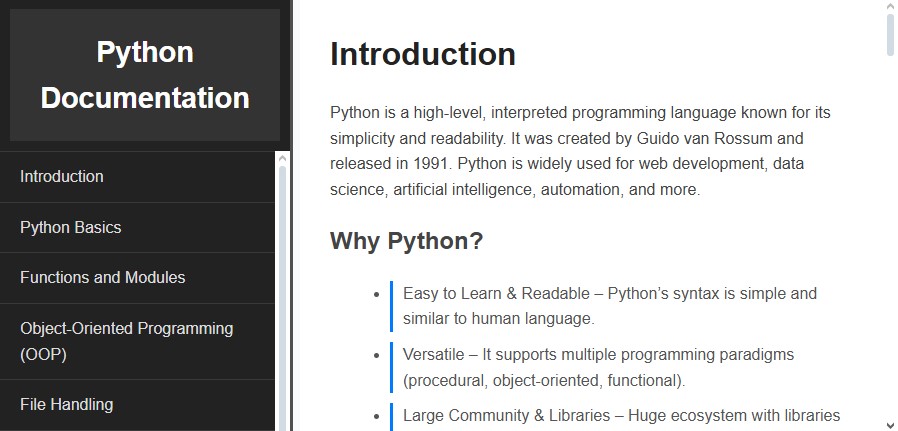 Python
Documentation
Introduction
Python Basics
Functions and Modules
Object-Oriented Programming
(OOP)
File Handling
Introduction
Python is a high-level, interpreted programming language known for its
simplicity and readability. It was created by Guido van Rossum and
released in 1991. Python is widely used for web development, data
science, artificial intelligence, automation, and more.
Why Python?
• Easy to Learn & Readable – Python’s syntax is simple and
similar to human language.
• Versatile – It supports multiple programming paradigms
(procedural, object-oriented, functional).
• Large Community & Libraries – Huge ecosystem with libraries